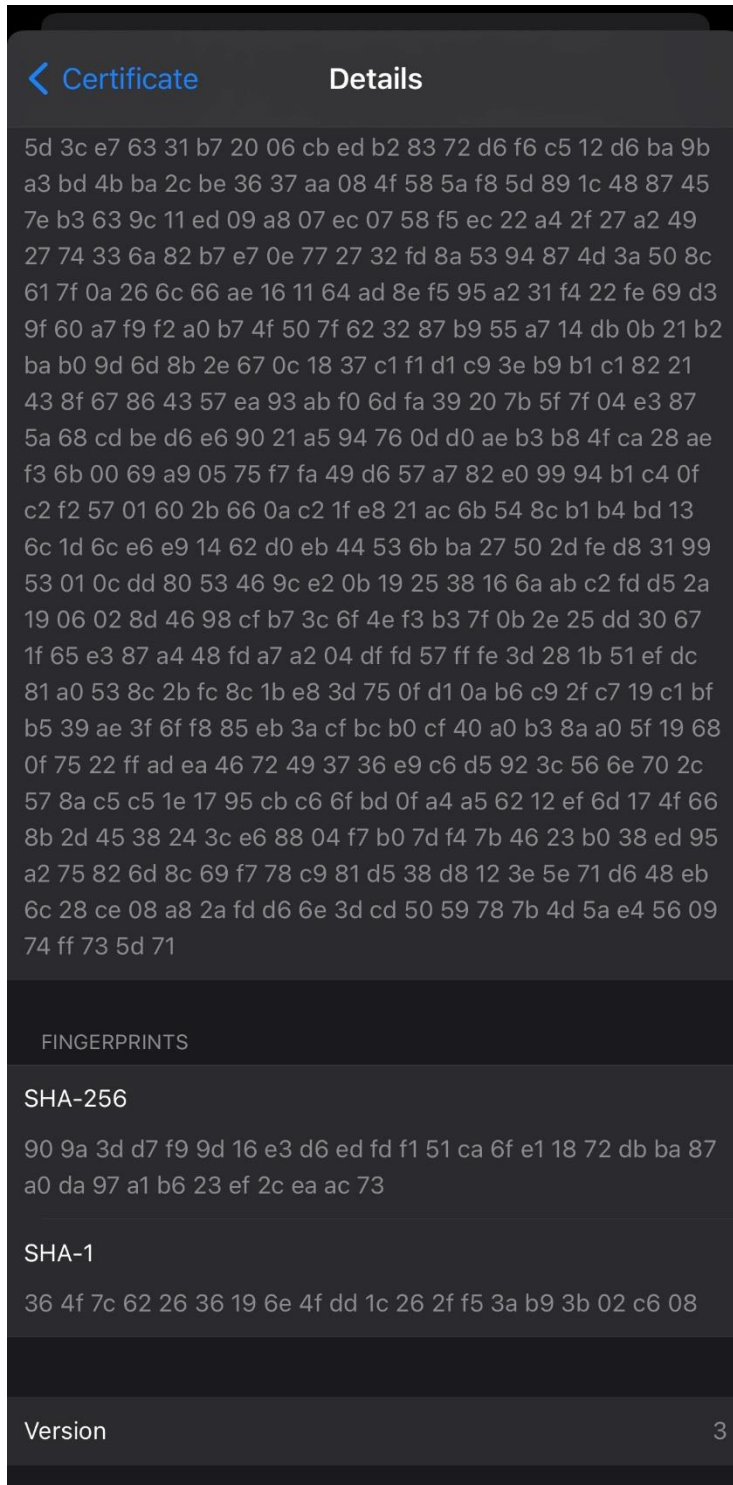 Certificate
Details
5d 3c e7 63 31 b7 20 06 cb ed b2 83 72 d6 f6 c5 12 d6 ba 9b
a3 bd 4b ba 2c be 36 37 aa 08 4f 58 5a f8 5d 89 1c 48 87 45
7e b3 63 9c 11 ed 09 a8 07 ec 07 58 f5 ec 22 a4 2f 27 a2 49
27 74 33 6a 82 b7 e7 0e 77 27 32 fd 8a 53 94 87 4d 3a 50 8c
61 7f 0a 26 6c 66 ae 16 11 64 ad 8e f5 95 a2 31 f4 22 fe 69 d3
9f 60 a7 f9 f2 a0 b7 4f 50 7f 62 32 87 b9 55 a7 14 db 0b 21 b2
ba b0 9d 6d 8b 2e 67 0c 18 37 c1 f1 d1 c9 3e b9 b1 c1 82 21
43 8f 67 86 43 57 ea 93 ab f0 6d fa 39 20 7b 5f 7f 04 e3 87
5a 68 cd be d6 e6 90 21 a5 94 76 0d d0 ae b3 b8 4f ca 28 ae
f3 6b 00 69 a9 05 75 f7 fa 49 d6 57 a7 82 e0 99 94 b1 c4 0f
c2 f2 57 01 60 2b 66 0a c2 1f e8 21 ac 6b 54 8c b1 b4 bd 13
6c 1d 6c e6 e9 14 62 d0 eb 44 53 6b ba 27 50 2d fe d8 31 99
53 01 0c dd 80 53 46 9c e2 0b 19 25 38 16 6a ab c2 fd d5 2a
19 06 02 8d 46 98 cf b7 3c 6f 4e f3 b3 7f 0b 2e 25 dd 30 67
1f 65 e3 87 a4 48 fd a7 a2 04 df fd 57 ff fe 3d 28 1b 51 ef dc
81 a0 53 8c 2b fc 8c 1b e8 3d 75 0f d1 0a b6 c9 2f c7 19 c1 bf
b5 39 ae 3f 6f f8 85 eb 3a cf bc b0 cf 40 a0 b3 8a a0 5f 19 68
0f 75 22 ff ad ea 46 72 49 37 36 e9 c6 d5 92 3c 56 6e 70 2c
57 8a c5 c5 1e 17 95 cb c6 6f bd 0f a4 a5 62 12 ef 6d 17 4f 66
8b 2d 45 38 24 3c e6 88 04 f7 b0 7d f4 7b 46 23 b0 38 ed 95
a2 75 82 6d 8c 69 f7 78 c9 81 d5 38 d8 12 3e 5e 71 d6 48 eb
6c 28 ce 08 a8 2a fd d6 6e 3d cd 50 59 78 7b 4d 5a e4 56 09
74 ff 73 5d 71
FINGERPRINTS
SHA-256
90 9a 3d d7 f9 9d 16 e3 d6 ed fd f1 51 ca 6f e1 18 72 db ba 87
a0 da 97 a1 b6 23 ef 2c ea ac 73
SHA-1
36 4f 7c 62 26 36 19 6e 4f dd 1c 26 2f f5 3a b9 3b 02 c6 08
Version
3